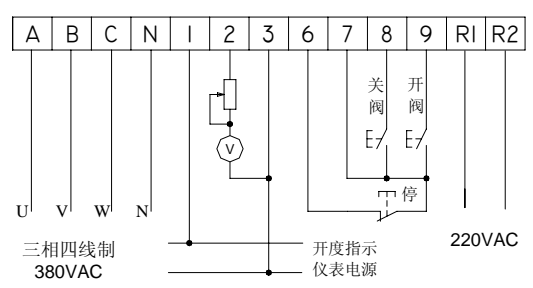 A B C N 1 2 3 6 7 8 9 R1 R2
关阀 开阀
V
停
U V W N
三相四线制
380VAC
开度指示
仪表电源
220VAC